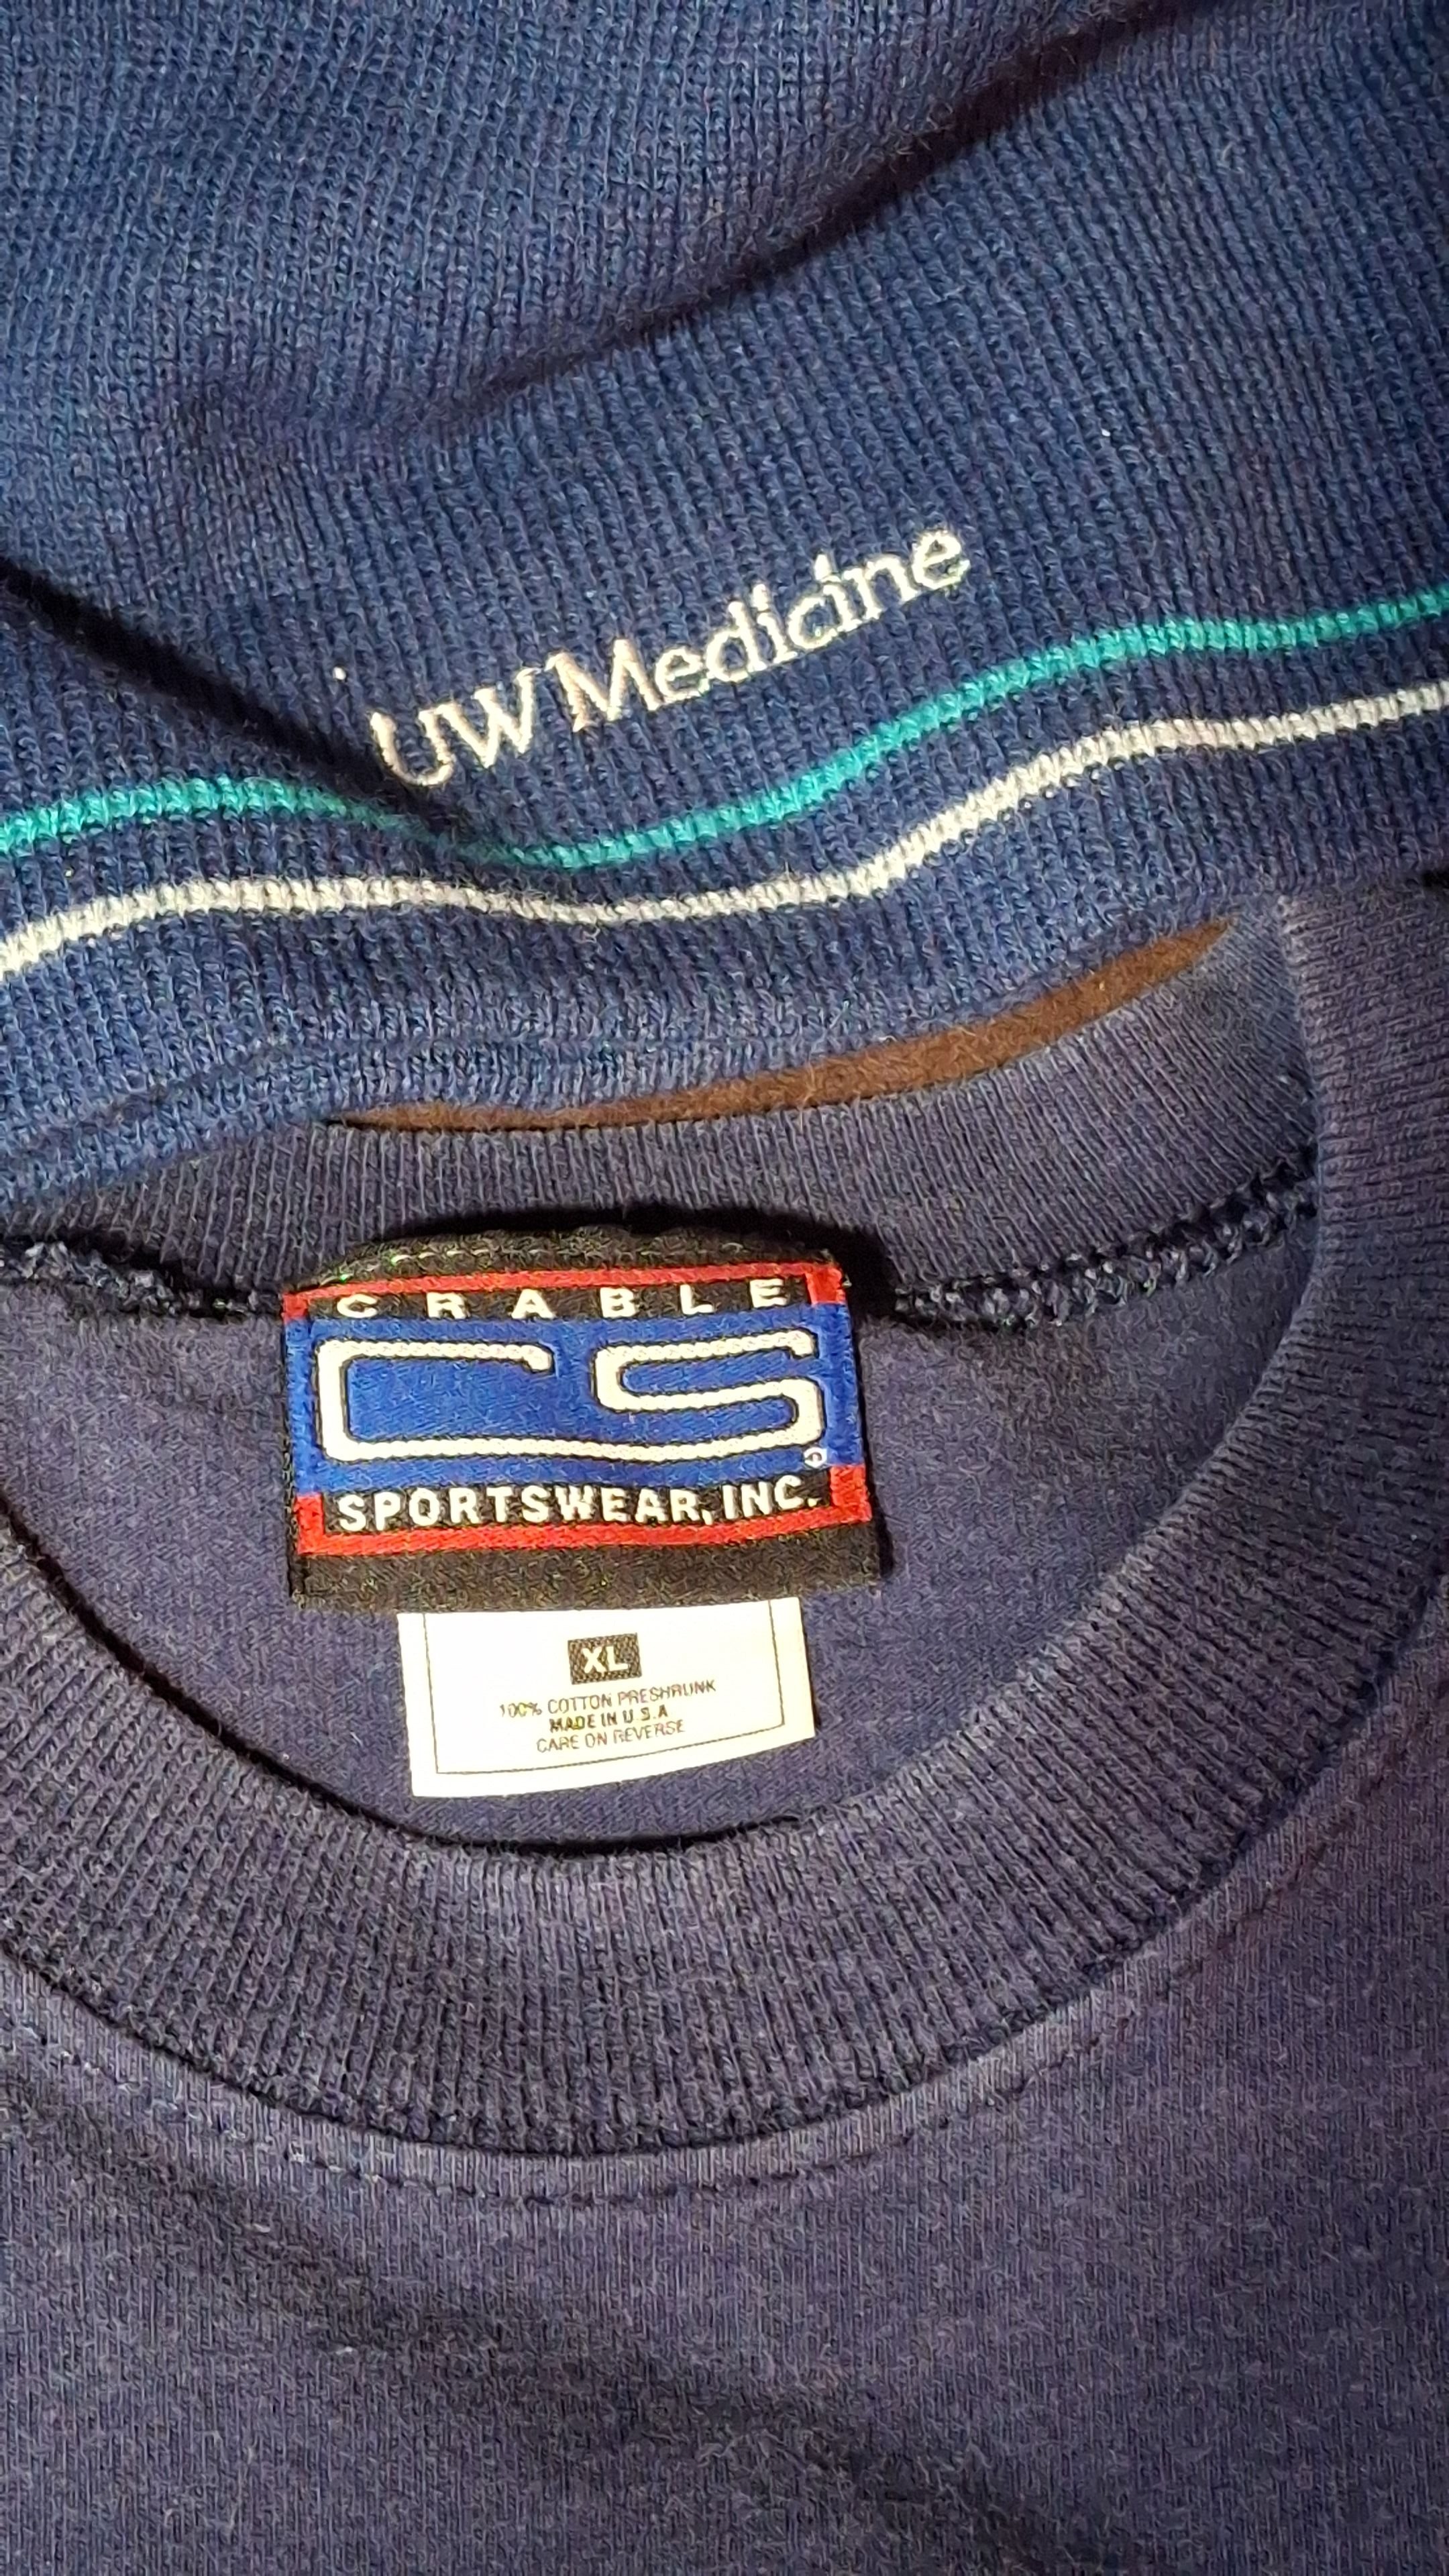 UW Medicine
CRABLE
CS
SPORTSWEAR, INC.
XL
100% COTTON PRESHRUNK
MADE IN U S.A
CARE ON REVERSE